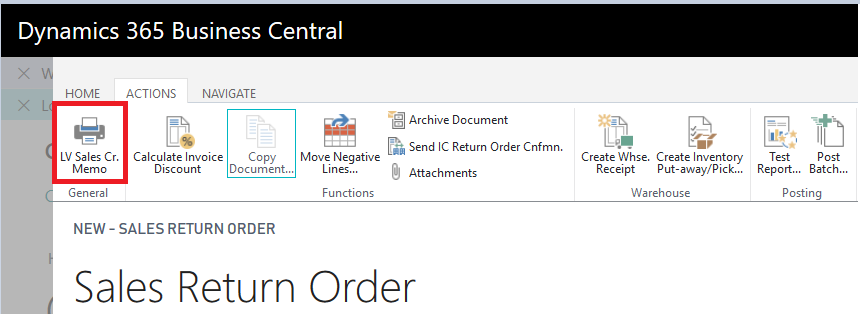 Dynamics 365 Business Central
W
HOME
ACTIONS
NAVIGATE
Lo
LV Sales Cr.
Memo
Calculate Invoice
Discount
Copy
Document...
Move Negative
Lines...
Archive Document
Send IC Return Order Cnfmn.
Attachments
Create Whse.
Receipt
Create Inventory
Put-away/Pick...
Test
Report...
Post
Batch...
General
Functions
Warehouse
Posting
NEW - SALES RETURN ORDER
Sales Return Order